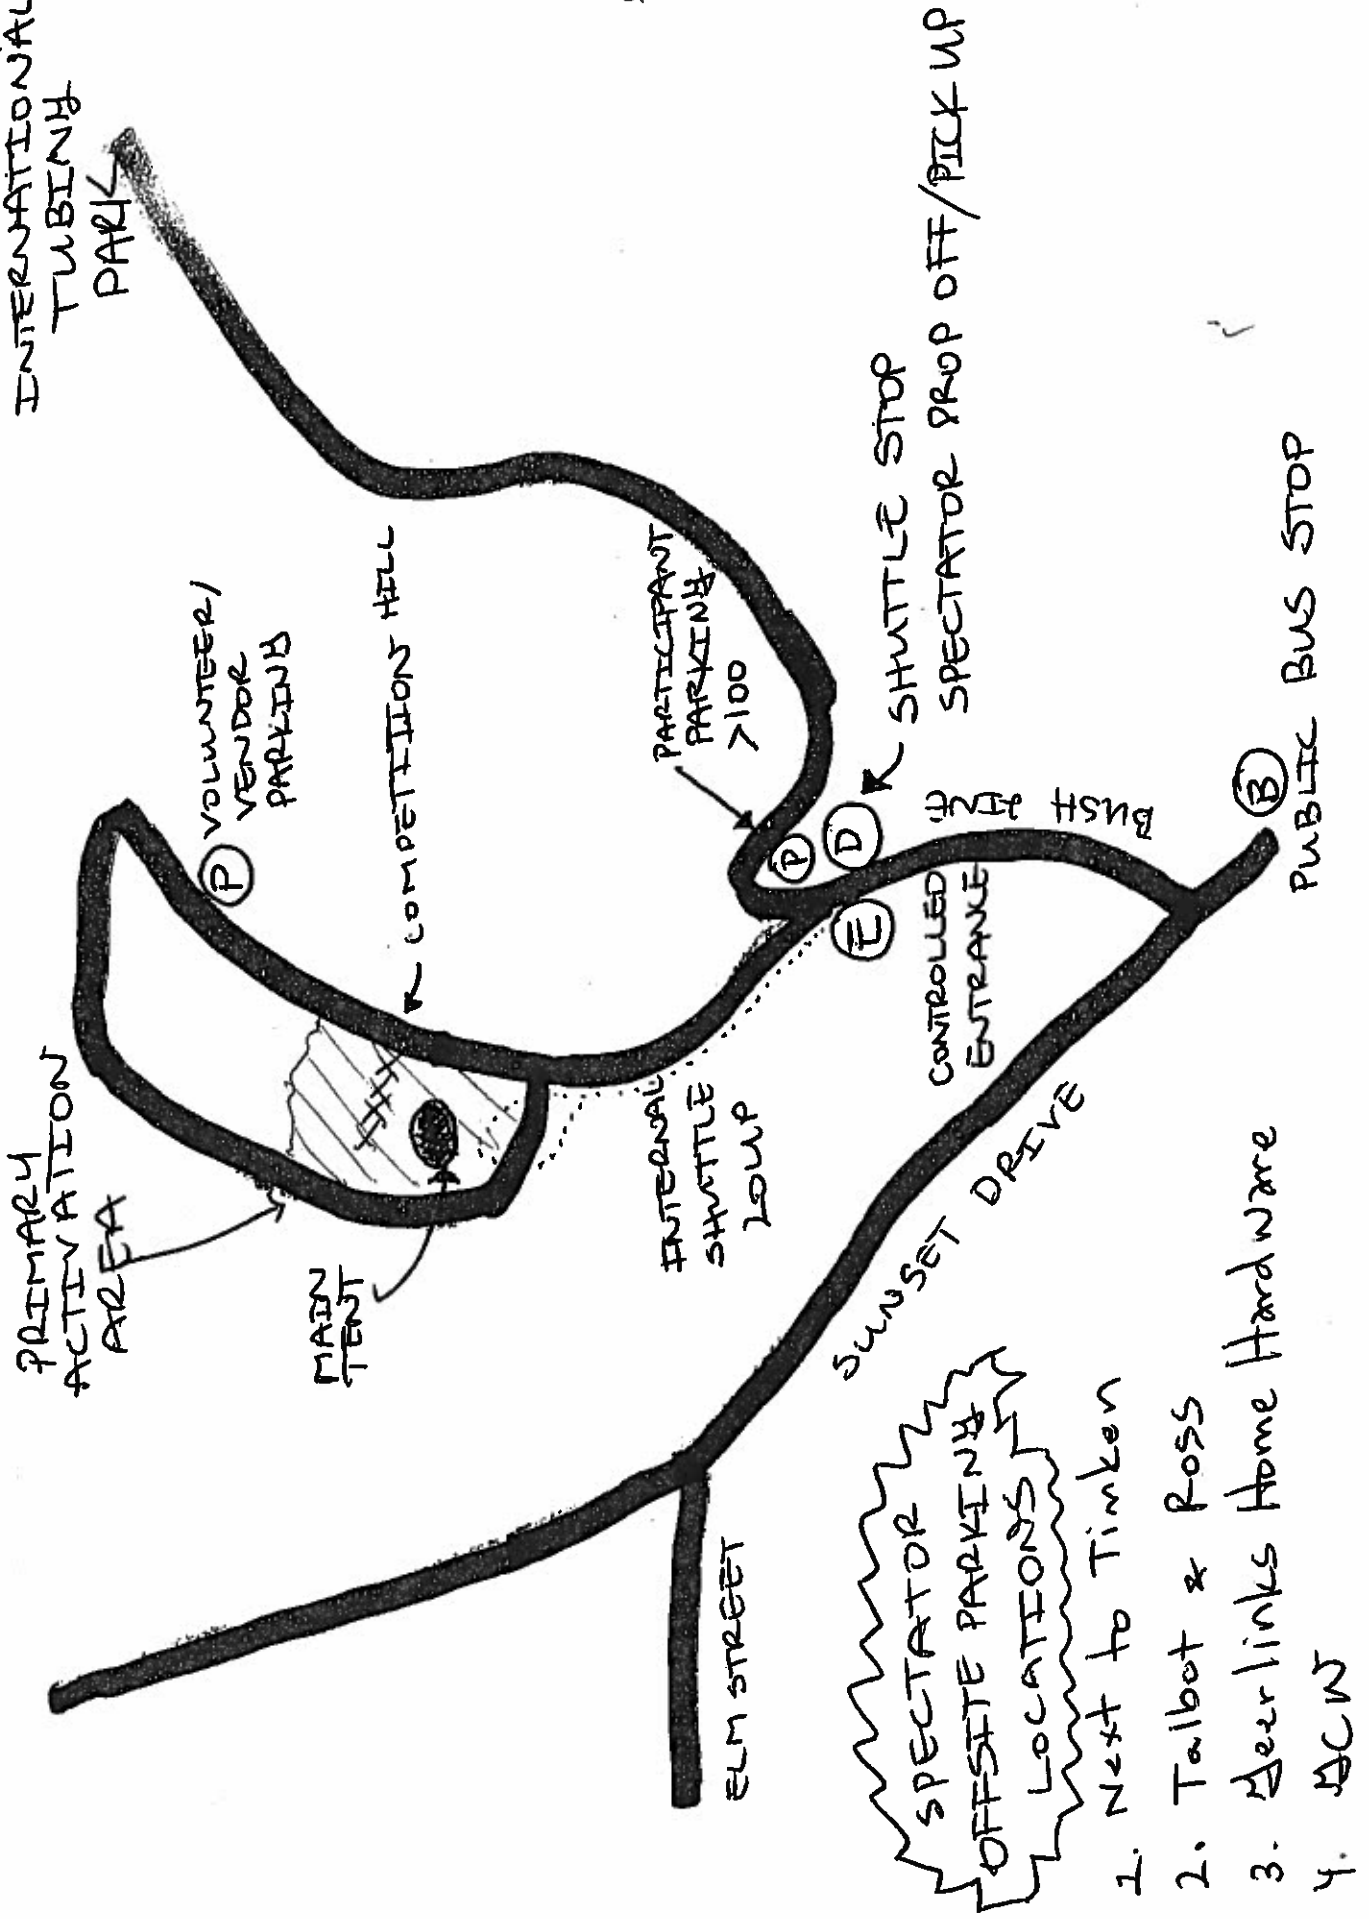 PRIMARY
ACTIVATION
AREA
INTERNATIONAL
TUBING
PARK
P
VOLUNTEER/
VENDOR
PARKING
MAIN
TENT
COMPETITION HILL
INTERNAL
SHUTTLE
LOOP
PARTICIPANT
PARKING
>100
P
D
E
SHUTTLE STOP
SPECTATOR DROP OFF/PICK UP
CONTROLLED
ENTRANCE
BUSH
ELM STREET
SUNSET DRIVE
B
PUBLIC BUS STOP
SPECTATOR
OFFSITE PARKING
LOCATIONS
1. Next to Timken
2. Talbot & Ross
3. Geerlinks Home Hardware
4. GCW